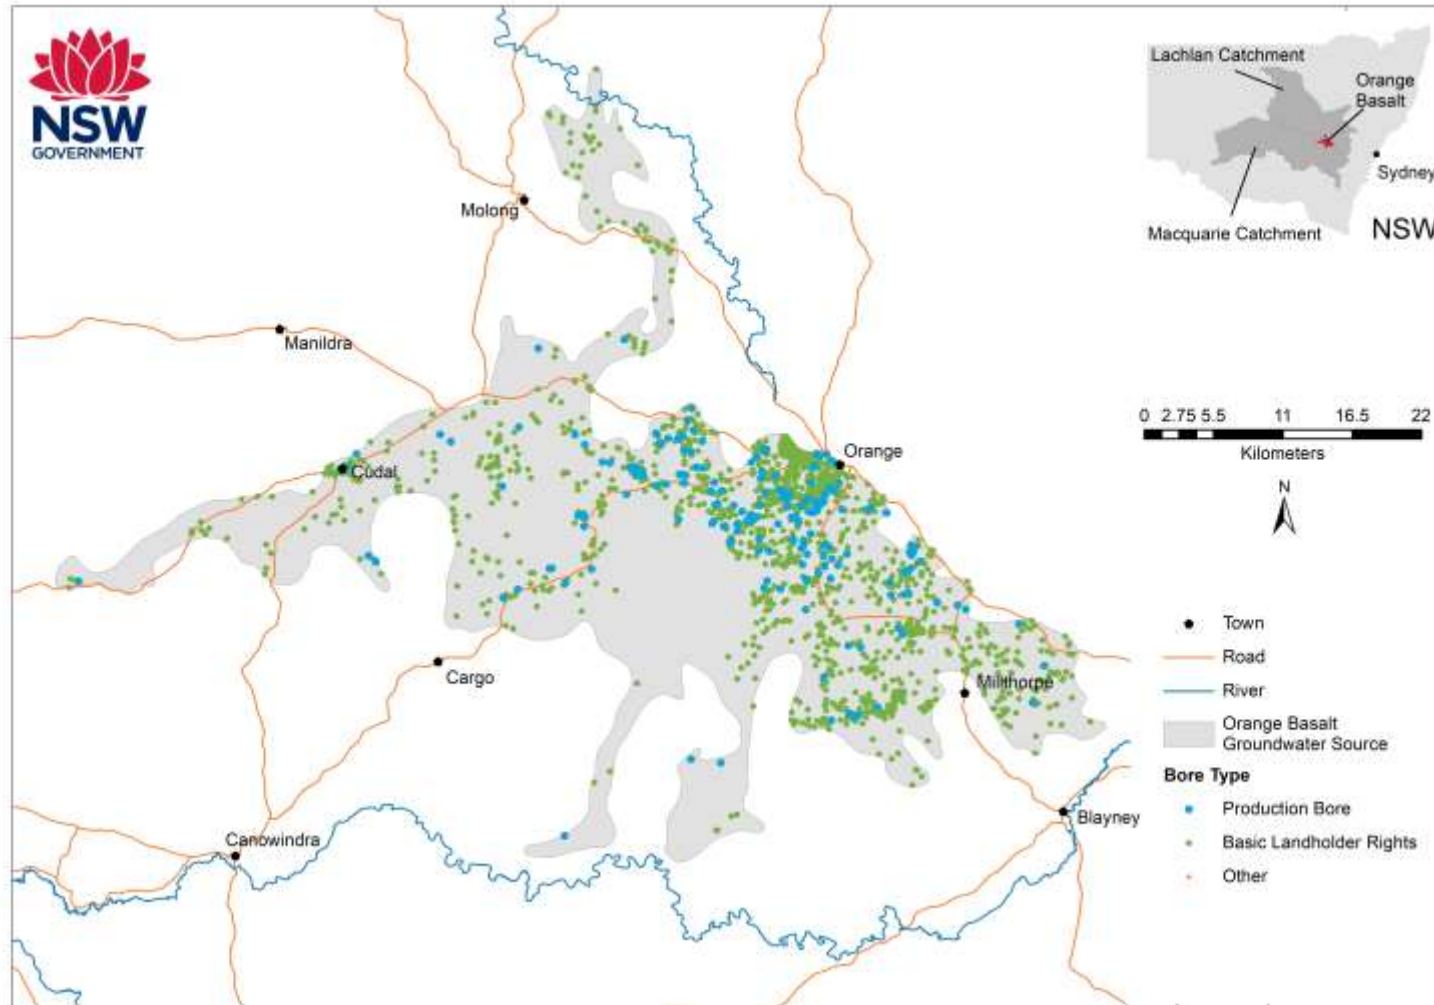 NSW
GOVERNMENT
Lachlan Catchment
Orange
Basalt
Sydney
Macquarie Catchment
NSW
Molong
Manildra
0 2.75 5.5 11 16.5 22
Kilometers
Orange
Cudal
N
Town
Road
River
Orange Basalt
Groundwater Source
Bore Type
Production Bore
Basic Landholder Rights
Other
Cargo
Millthorpe
Blayney
Canowindra